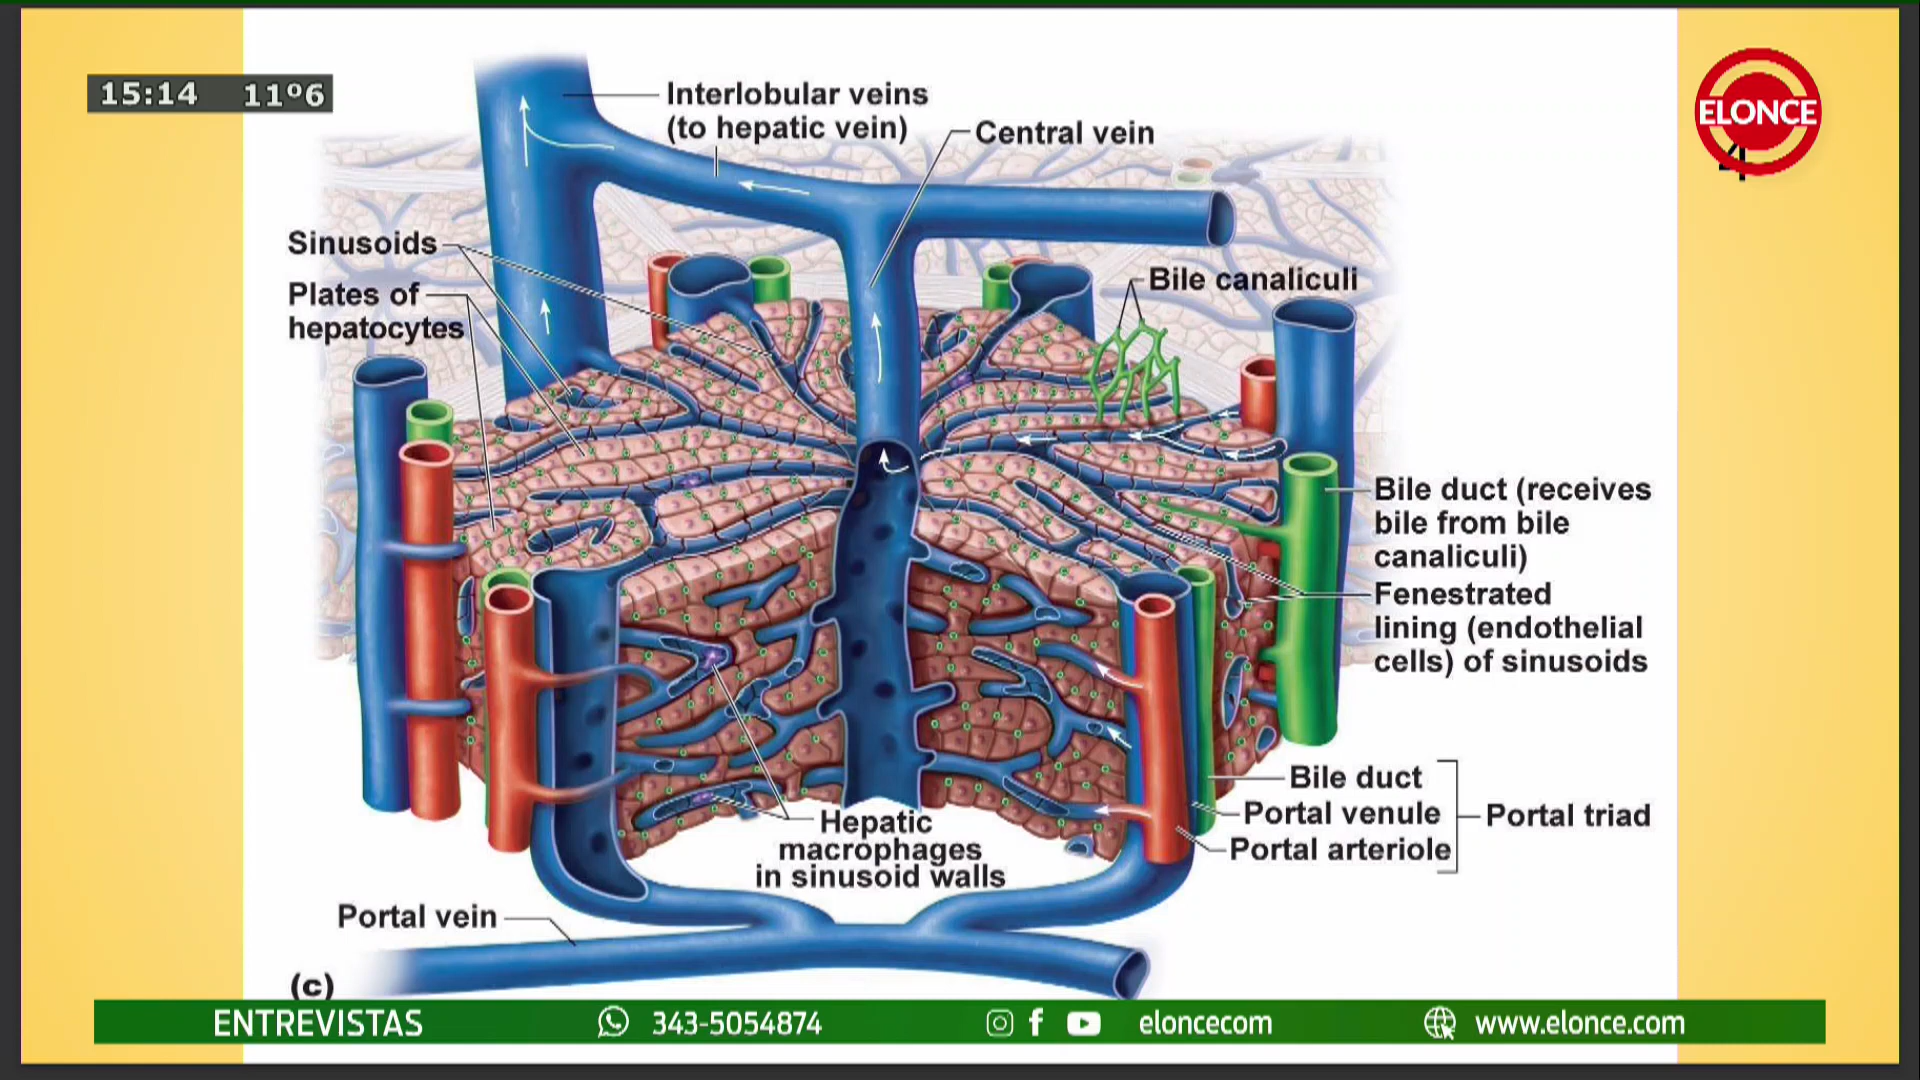 15:14 11º6
ELONCE
4
Interlobular veins
(to hepatic vein)
Central vein
Sinusoids
Plates of
hepatocytes
Bile canaliculi
Bile duct (receives
bile from bile
canaliculi)
Fenestrated
lining (endothelial
cells) of sinusoids
Bile duct
Portal venule
Portal arteriole
Portal triad
Hepatic
macrophages
in sinusoid walls
Portal vein
(c)
ENTREVISTAS 343-5054874 eloncecom www.elonce.com